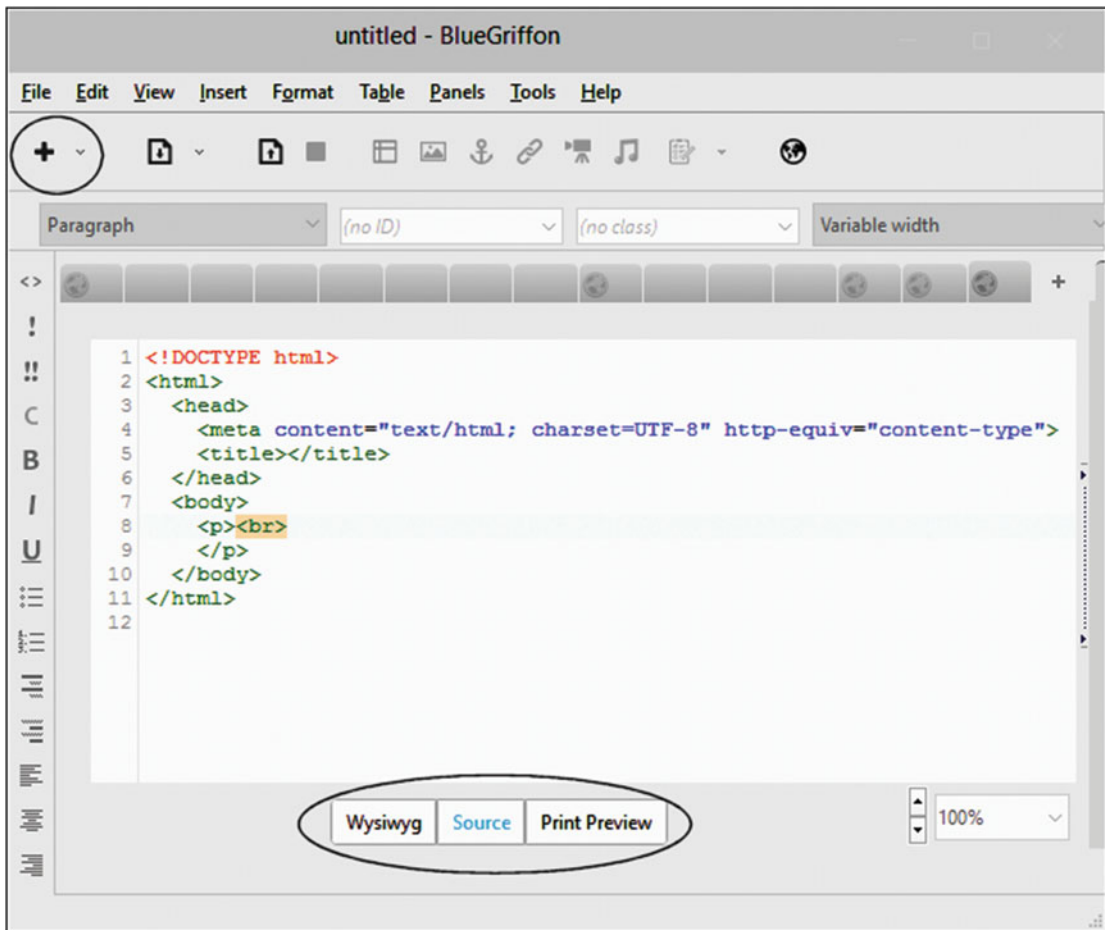 untitled - BlueGriffon
File Edit View Insert Format Table Panels Tools Help
Paragraph (no ID) (no class) Variable width
! 
!!
C
B
I
U
1 <!DOCTYPE html>
2 <html>
3   <head>
4     <meta content="text/html; charset=UTF-8" http-equiv="content-type">
5     <title></title>
6   </head>
7   <body>
8     <p><br>
9     </p>
10   </body>
11 </html>
12
Wysiwyg Source Print Preview 100%